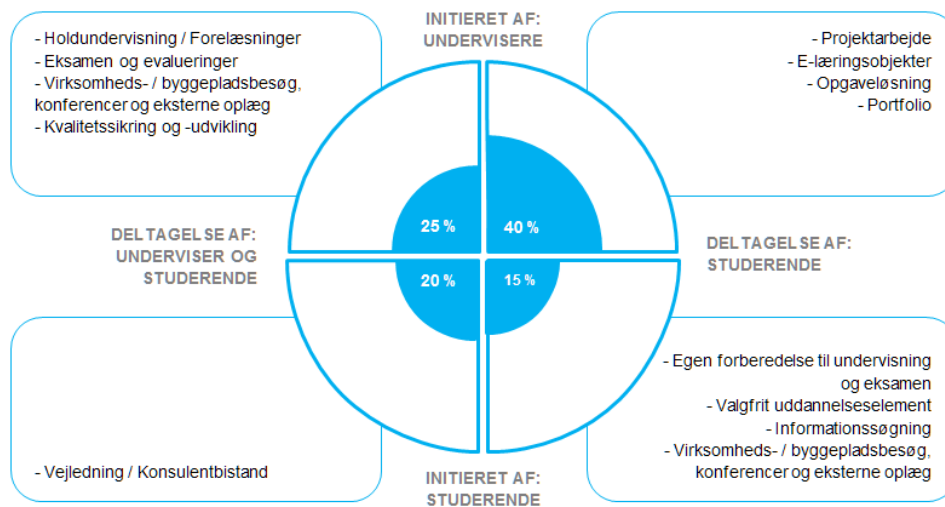 INITIERET AF:
UNDERVISERE
- Holdundervisning / Forelæsninger
- Eksamen og evalueringer
- Virksomheds- / byggepladsbesøg,
konferencer og eksterne oplæg
- Kvalitetssikring og -udvikling
- Projektarbejde
- E-læringsobjekter
- Opgaveløsning
- Portfolio
25 %
40 %
DELTAGELSE AF:
UNDERVISER OG
STUDERENDE
DELTAGELSE AF:
STUDERENDE
20 %
15 %
- Vejledning / Konsulentbistand
- Egen forberedelse til undervisning
og eksamen
- Valgfrit uddannelseselement
- Informationssøgning
- Virksomheds- / byggepladsbesøg,
konferencer og eksterne oplæg
INITIERET AF:
STUDERENDE